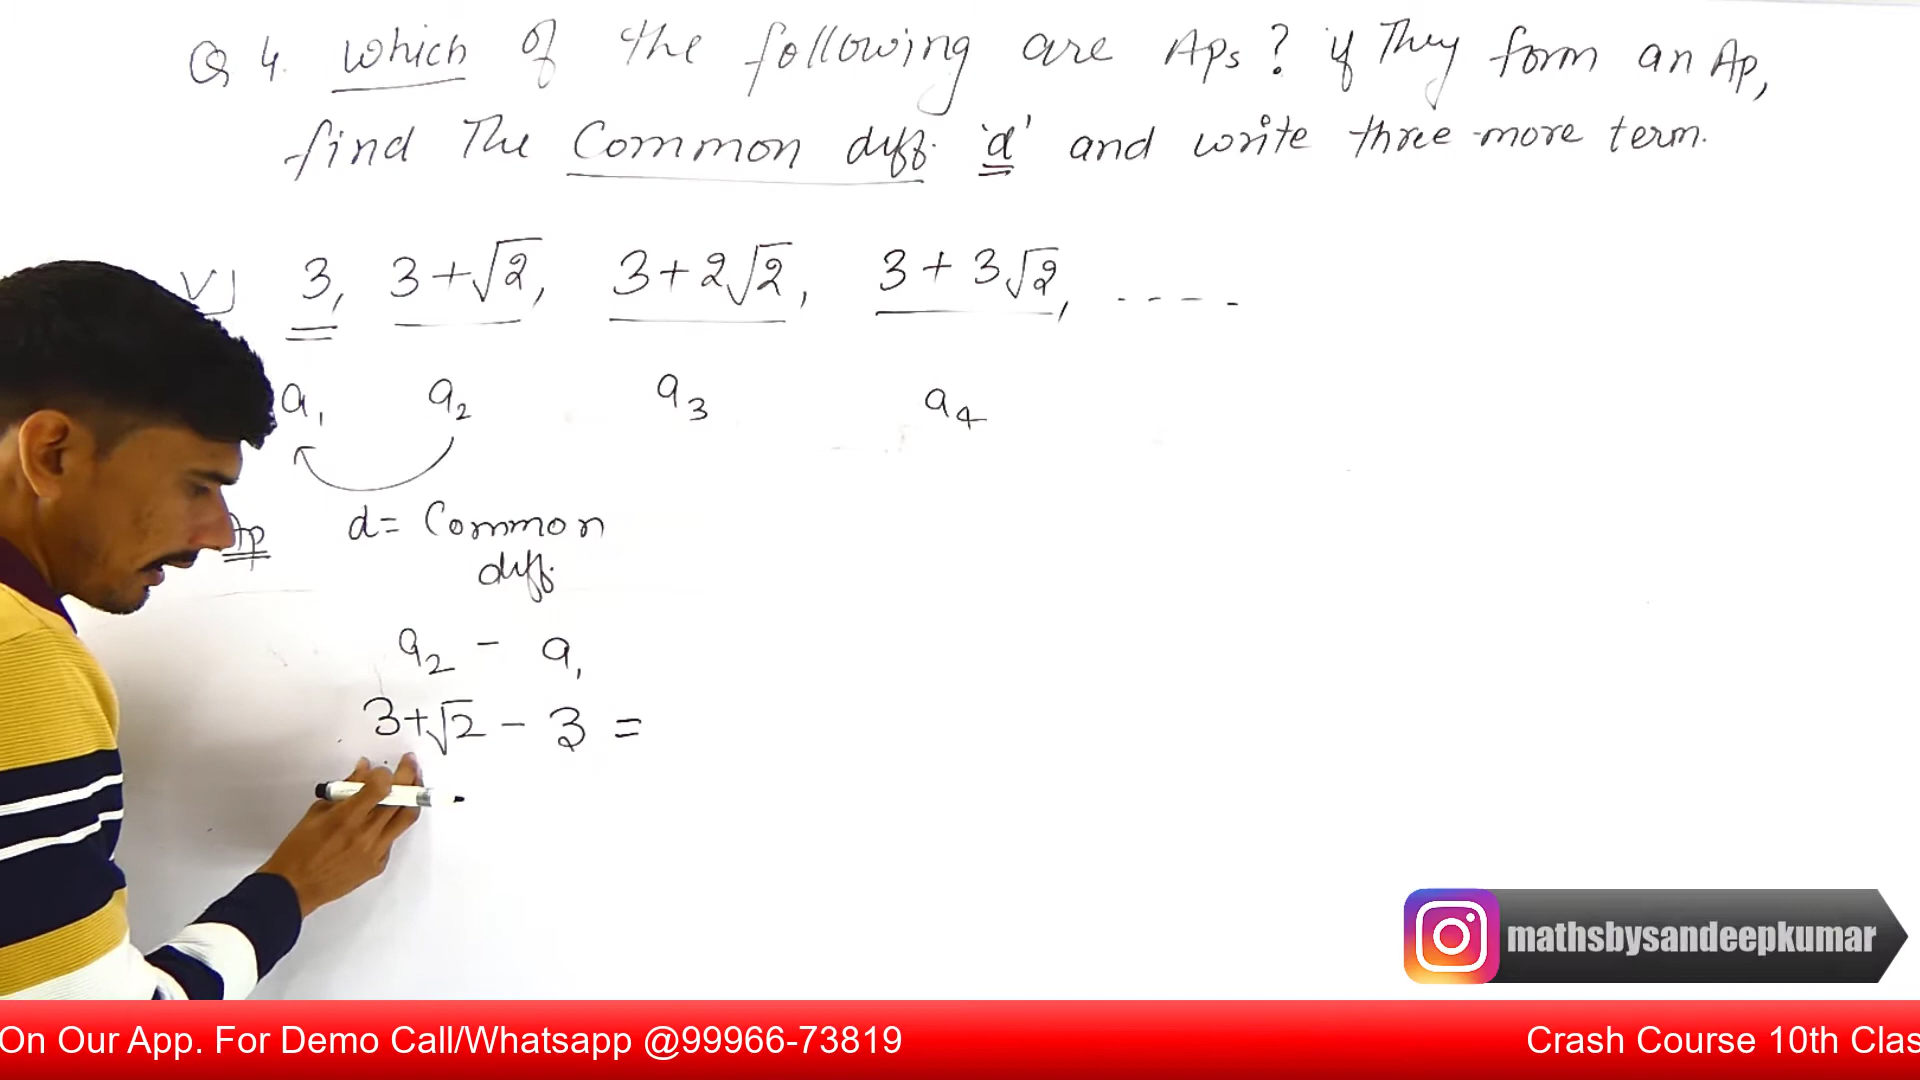 Q 4. Which of the following are APs? if They form an Ap,
find The Common diff. 'd' and write three more term.
V) 3, 3+√2, 3+2√2, 3+3√2, ----
a₁ a₂ a₃ a₄
Ap d= Common
diff.
a₂ - a₁
3+√2 - 3 =
mathsbysandeepkumar
On Our App. For Demo Call/Whatsapp @99966-73819 Crash Course 10th Clas